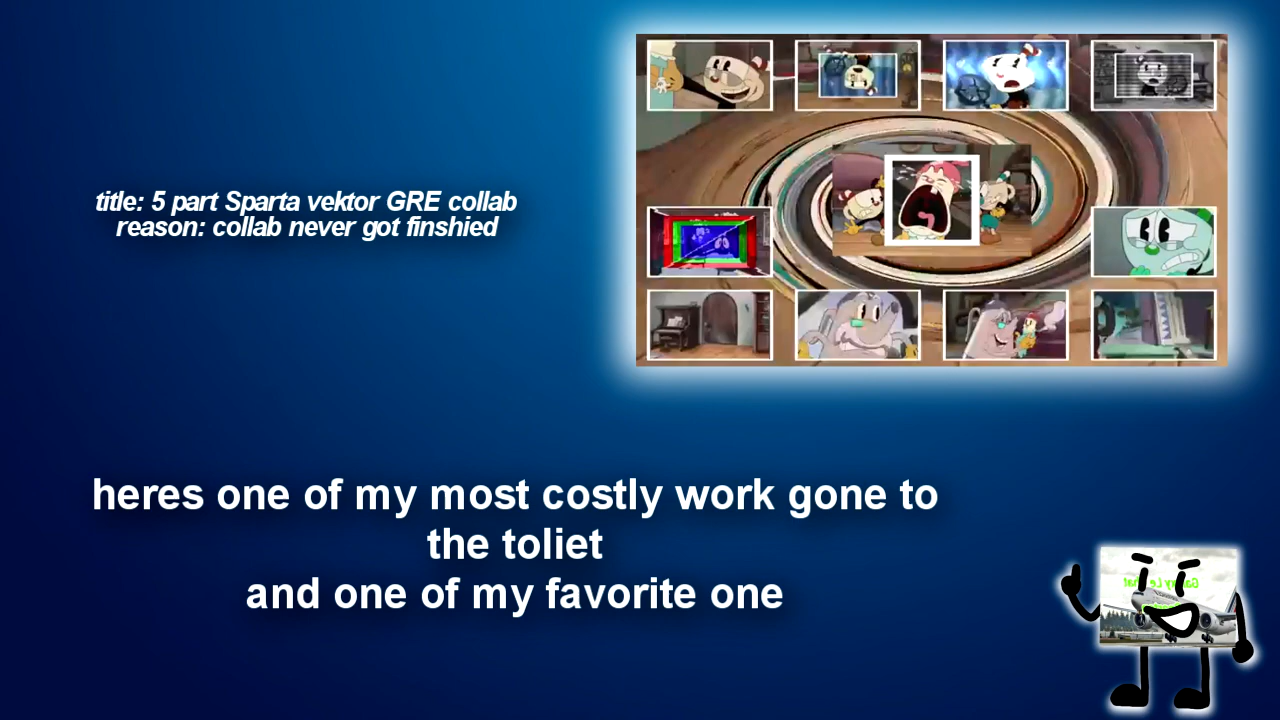 title: 5 part Sparta vektor GRE collab
reason: collab never got finshied
heres one of my most costly work gone to
the toliet
and one of my favorite one